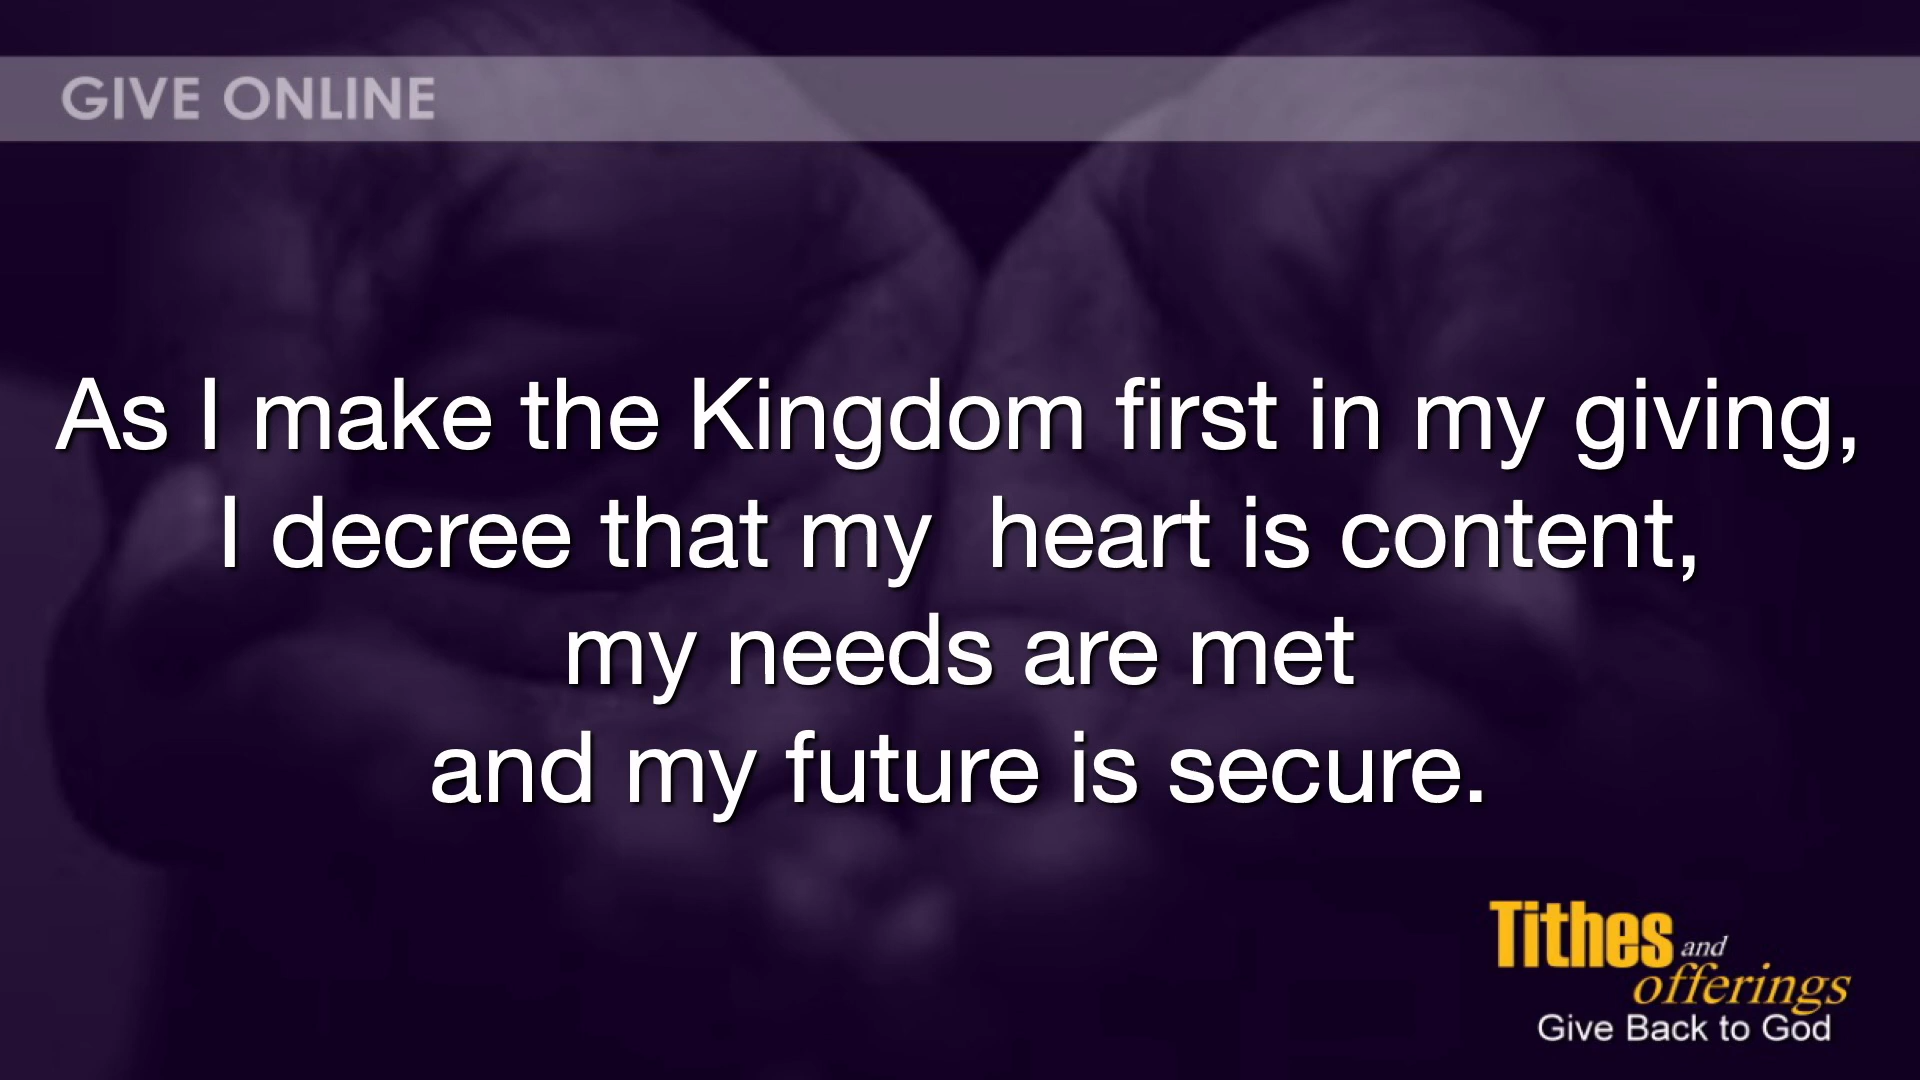 GIVE ONLINE
As I make the Kingdom first in my giving,
I decree that my  heart is content,
my needs are met
and my future is secure.
Tithes and
offerings
Give Back to God